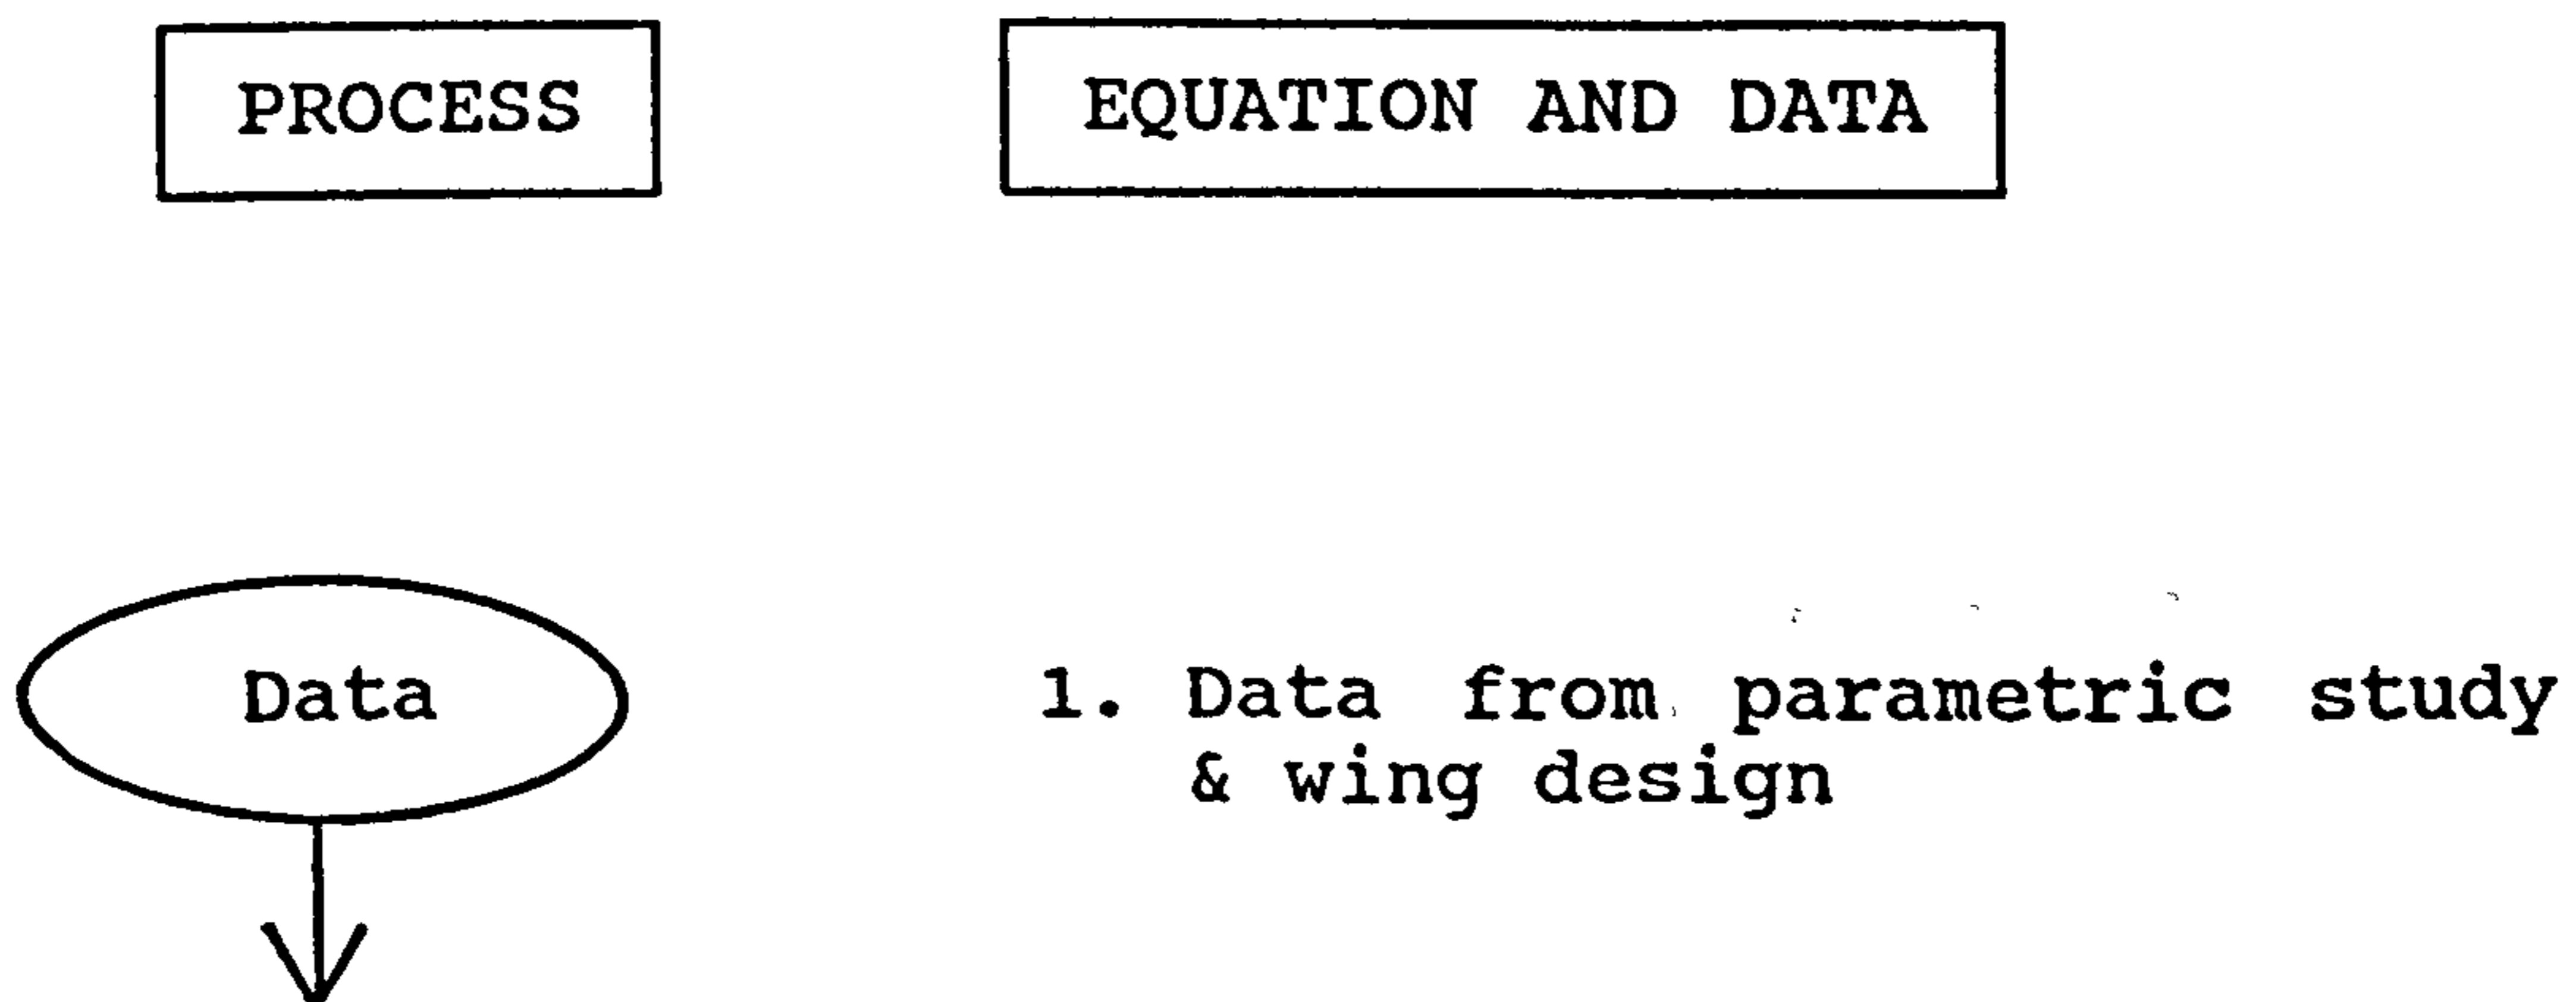 PROCESS
EQUATION AND DATA
Data
1. Data from parametric study
& wing design